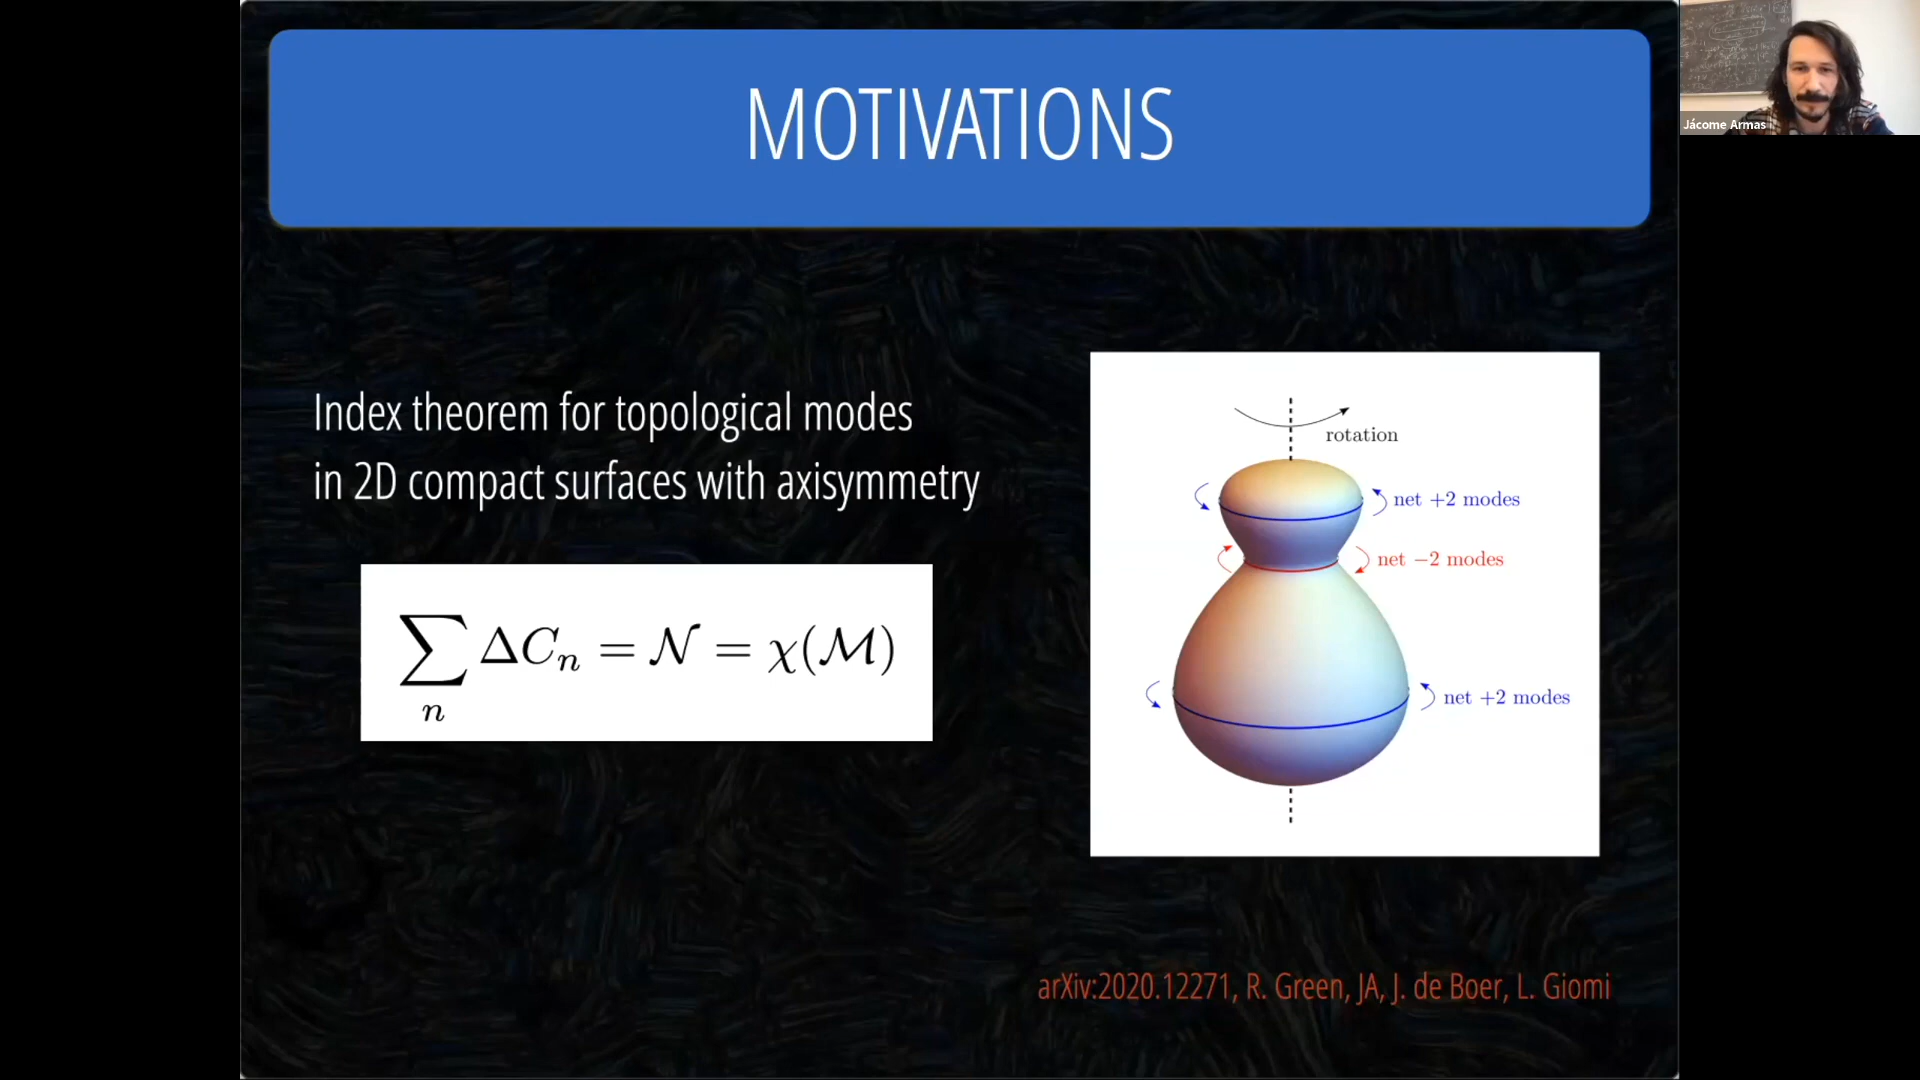 MOTIVATIONS
Jácome Armas
Index theorem for topological modes
in 2D compact surfaces with axisymmetry
∑ ΔCₙ = 𝒩 = χ(ℳ)
n
rotation
net +2 modes
net −2 modes
net +2 modes
arXiv:2020.12271, R. Green, JA, J. de Boer, L. Giomi